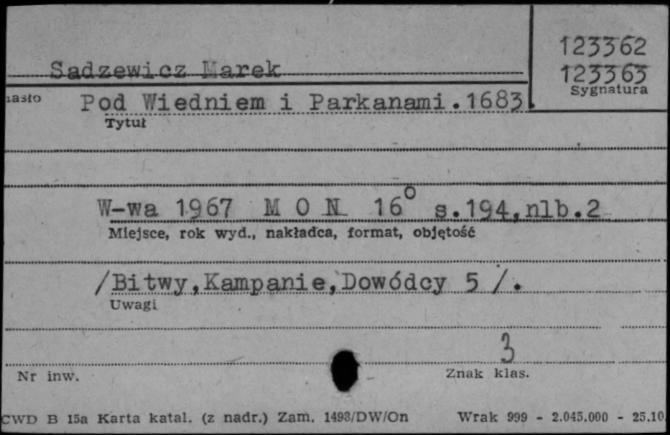 123362
Sadzewicz Marek
123363
Sygnatura
Pod Wiedniem i Parkanami.1683.
Tytuł
W-wa 1967 M O N 16° s.194,nlb.2
Miejsce, rok wyd., nakładca, format, objętość
/Bitwy,Kampanie,Dowódcy 5 /.
Uwagi
3
Nr inw. Znak klas.
CWD B 15a Karta katal. (z nadr.) Zam. 1493/DW/On Wrak 999 - 2.045.000 - 25.10